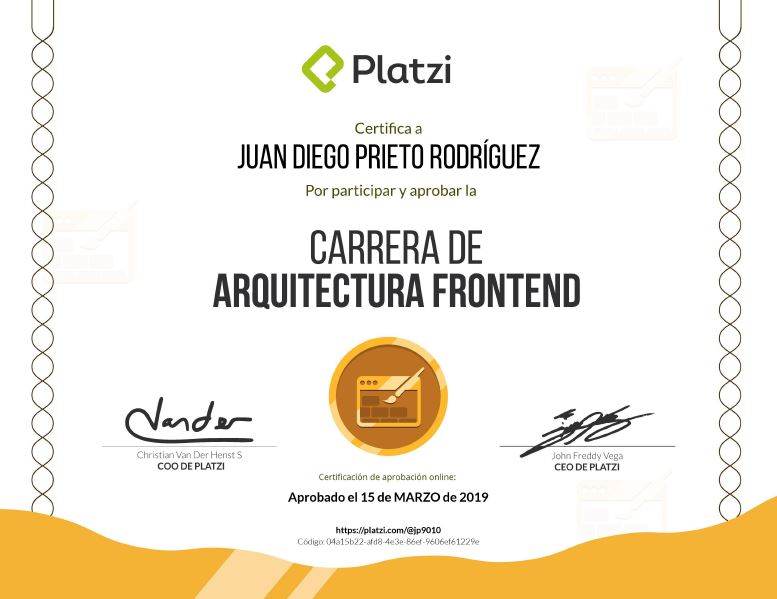 Platzi
Certifica a
JUAN DIEGO PRIETO RODRÍGUEZ
Por participar y aprobar la
CARRERA DE
ARQUITECTURA FRONTEND
Vander
Christian Van Der Henst S
COO DE PLATZI
John Freddy Vega
CEO DE PLATZI
Certificación de aprobación online:
Aprobado el 15 de MARZO de 2019
https://platzi.com/@jp9010
Código: 04a15b22-afd8-4e3e-86ef-9606ef61229e